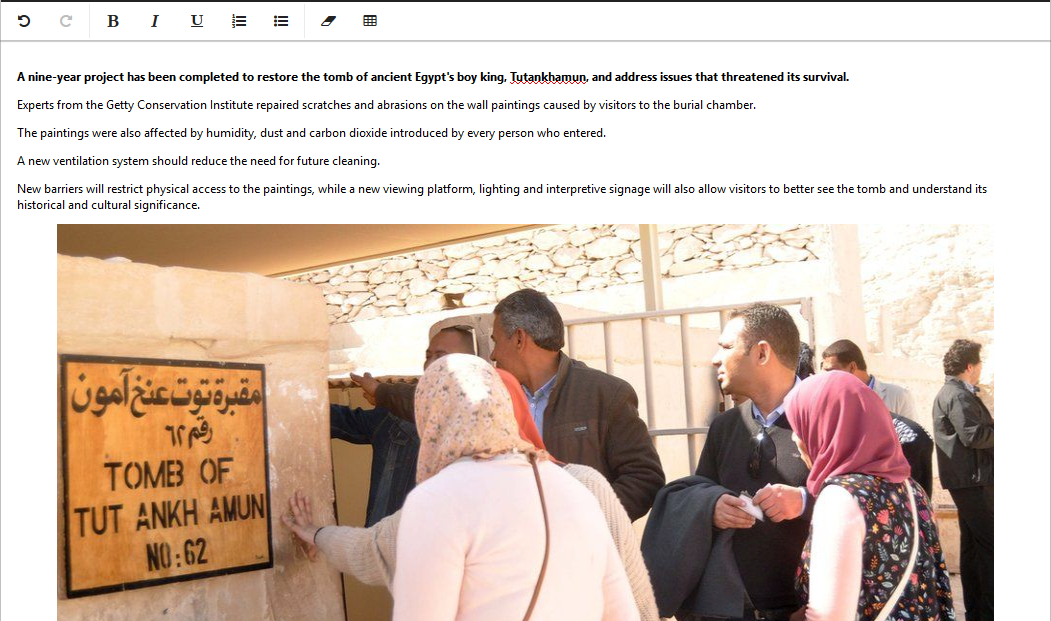 B I U
A nine-year project has been completed to restore the tomb of ancient Egypt's boy king, Tutankhamun, and address issues that threatened its survival.
Experts from the Getty Conservation Institute repaired scratches and abrasions on the wall paintings caused by visitors to the burial chamber.
The paintings were also affected by humidity, dust and carbon dioxide introduced by every person who entered.
A new ventilation system should reduce the need for future cleaning.
New barriers will restrict physical access to the paintings, while a new viewing platform, lighting and interpretive signage will also allow visitors to better see the tomb and understand its
historical and cultural significance.
مقبرة توت عنخ آمون
رقم ٦٢
TOMB OF
TUT ANKH AMUN
NO:62